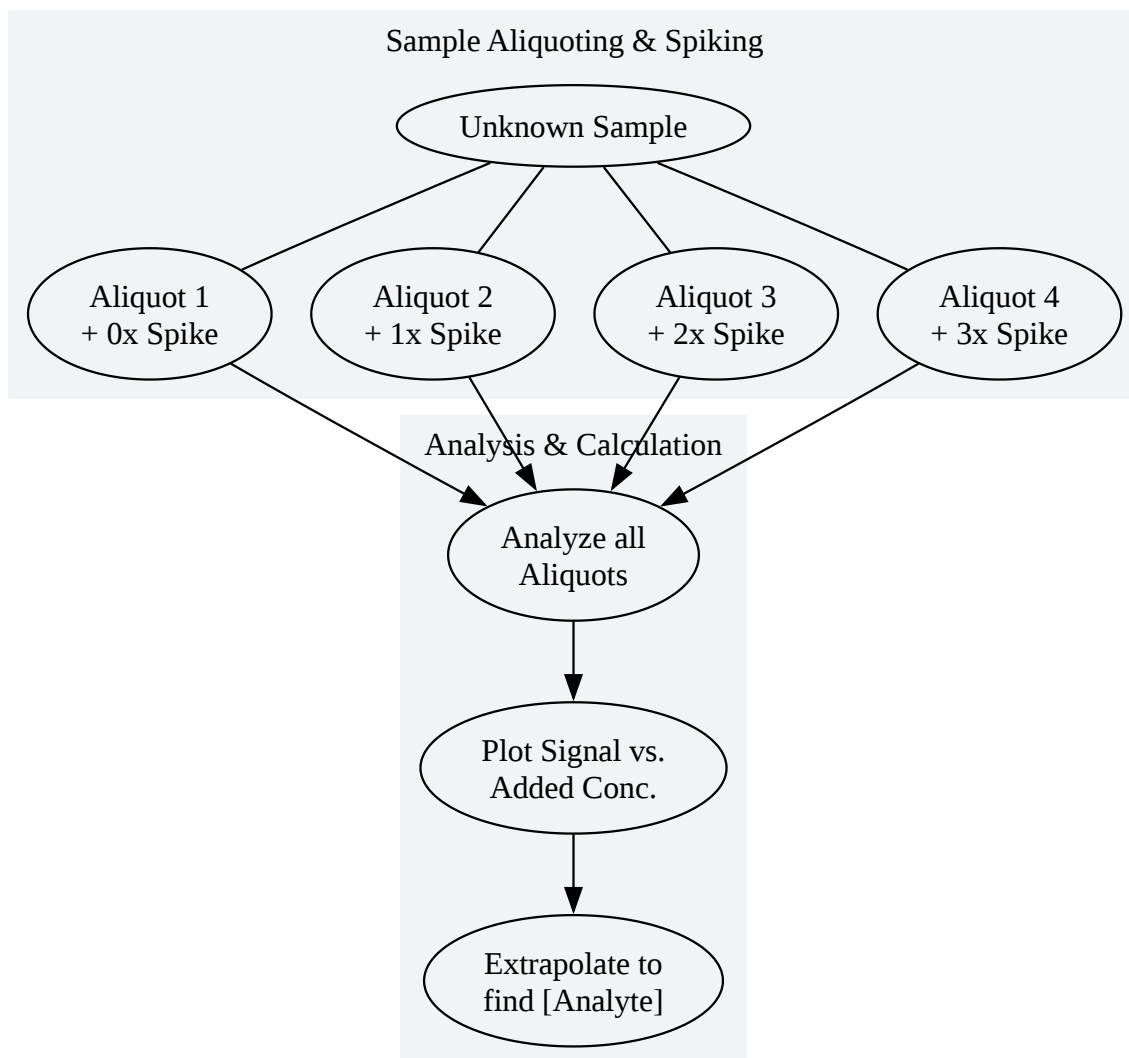 Sample Aliquoting & Spiking
Unknown Sample
Aliquot 1
+ 0x Spike
Aliquot 2
+ 1x Spike
Aliquot 3
+ 2x Spike
Aliquot 4
+ 3x Spike
Analysis & Calculation
Analyze all
Aliquots
Plot Signal vs.
Added Conc.
Extrapolate to
find [Analyte]